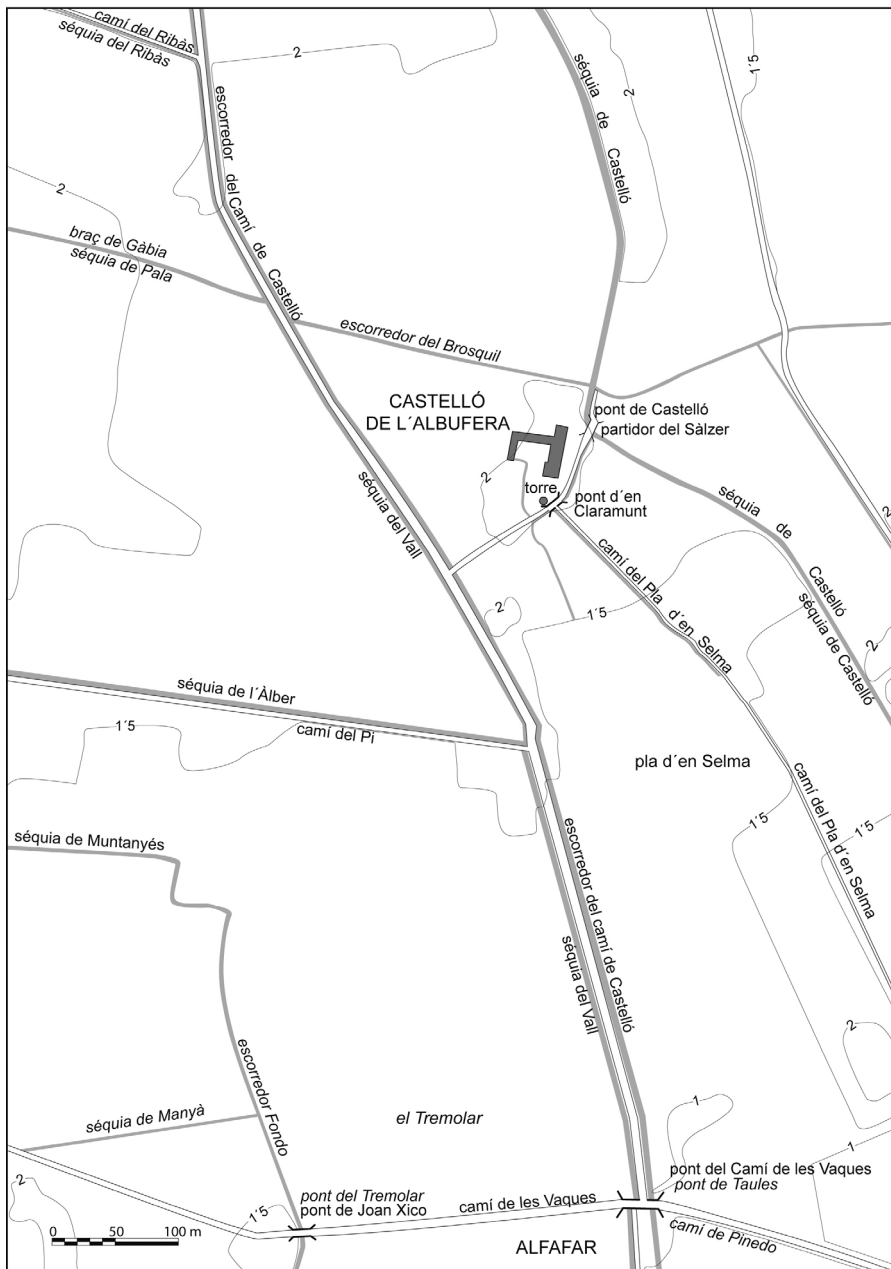 camí del Ribàs
séquia del Ribàs
2
escorredor del Camí de Castelló
séquia de Castelló
2
1´5
2
braç de Gàbia
séquia de Pala
escorredor del Brosquil
CASTELLÓ
DE L´ALBUFERA
pont de Castelló
partidor del Sàlzer
2
torre
pont d´en
Claramunt
séquia de Castelló
2
séquia del Vall
camí del Pla d´en Selma
2
1´5
séquia de Castelló
2
séquia de l´Àlber
camí del Pi
1´5
pla d´en Selma
camí del Pla d´en Selma
1´5
1´5
séquia de Muntanyés
escorredor del camí de Castelló
séquia del Vall
escorredor Fondo
2
séquia de Manyà
el Tremolar
1
1
2
pont del Tremolar
pont de Joan Xico
camí de les Vaques
pont del Camí de les Vaques
pont de Taules
1´5
camí de Pinedo
0 50 100 m
ALFAFAR